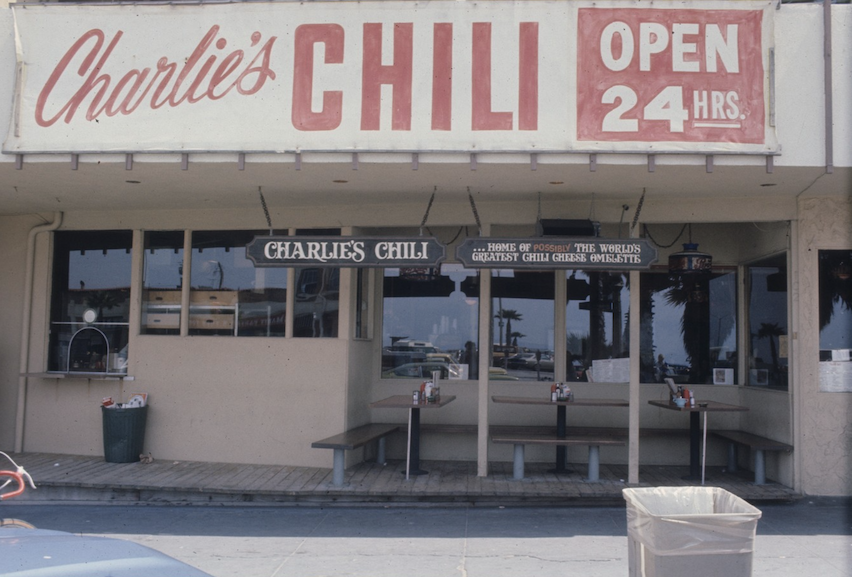 Charlie's CHILI OPEN
24 HRS.
CHARLIE'S CHILI
...HOME OF POSSIBLY THE WORLD'S
GREATEST CHILI CHEESE OMELETTE